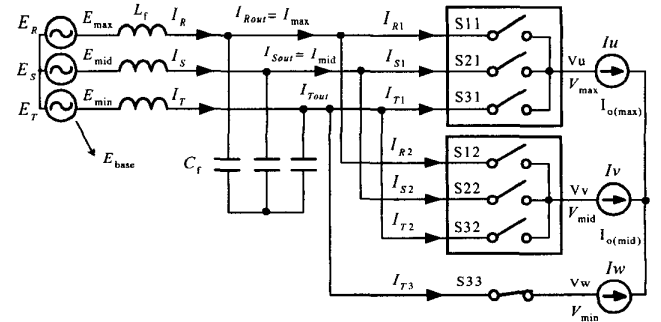 E_R E_max L_f I_R I_Rout = I_max I_R1 S11
E_S E_mid I_S I_Sout = I_mid I_S1 S21 Vu Iu
E_T E_min I_T I_Tout I_T1 S31 V_max I_o(max)
E_base C_f
I_R2 S12
I_S2 S22 Vv Iv
I_T2 S32 V_mid I_o(mid)
I_T3 S33 Vw Iw
V_min